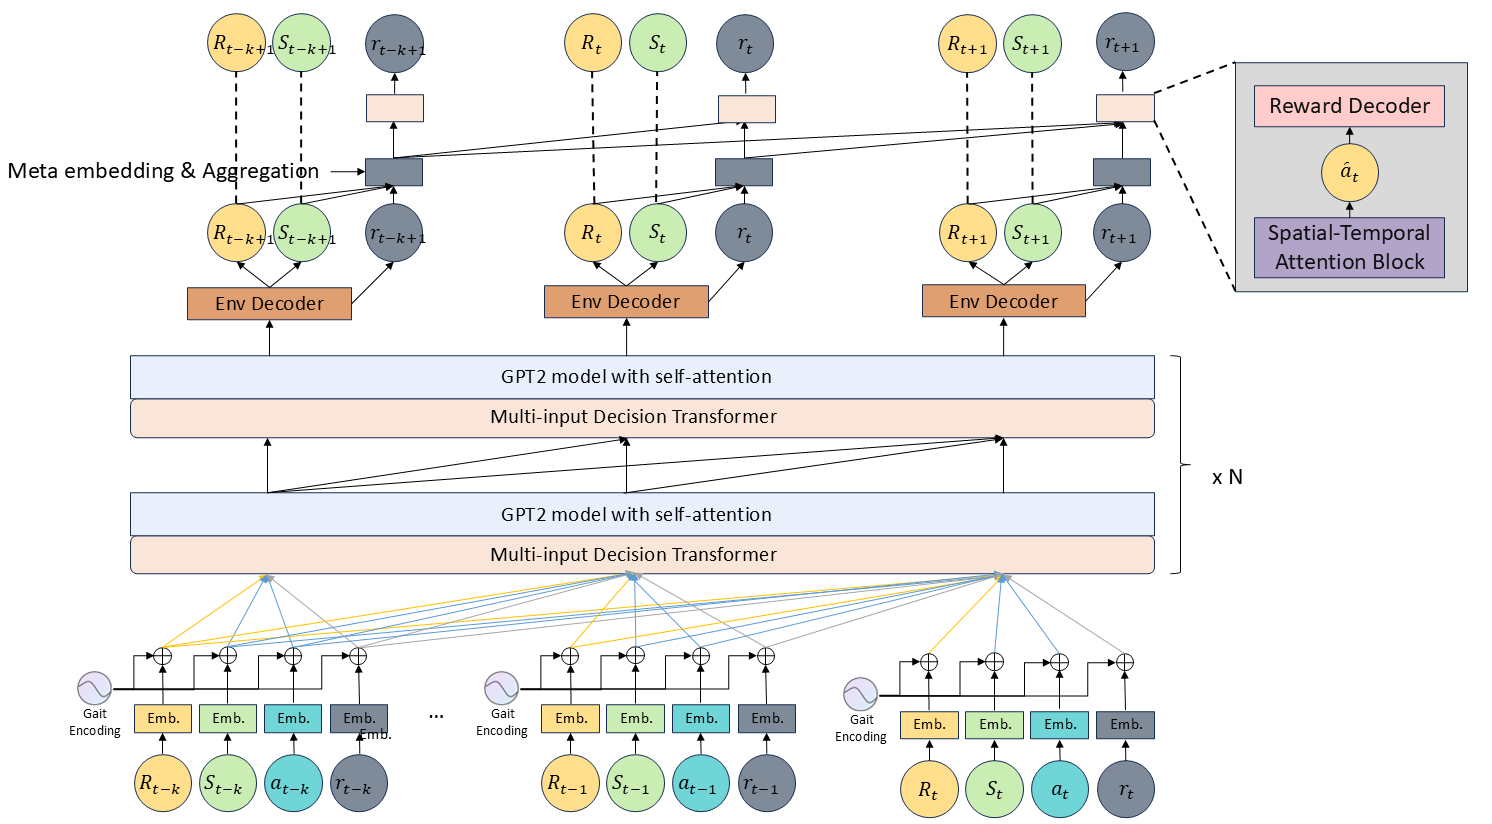 R_{t−k+1} S_{t−k+1} r_{t−k+1} R_t S_t r_t R_{t+1} S_{t+1} r_{t+1}
Reward Decoder
â_t
Spatial-Temporal
Attention Block
Meta embedding & Aggregation
R_{t−k+1} S_{t−k+1} r_{t−k+1} R_t S_t r_t R_{t+1} S_{t+1} r_{t+1}
Env Decoder Env Decoder Env Decoder
GPT2 model with self-attention
Multi-input Decision Transformer
x N
GPT2 model with self-attention
Multi-input Decision Transformer
Gait
Encoding
Emb. Emb. Emb. Emb.
Emb.
...
Gait
Encoding
Emb. Emb. Emb. Emb.
Gait
Encoding
Emb. Emb. Emb. Emb.
R_{t−k} S_{t−k} a_{t−k} r_{t−k} R_{t−1} S_{t−1} a_{t−1} r_{t−1} R_t S_t a_t r_t